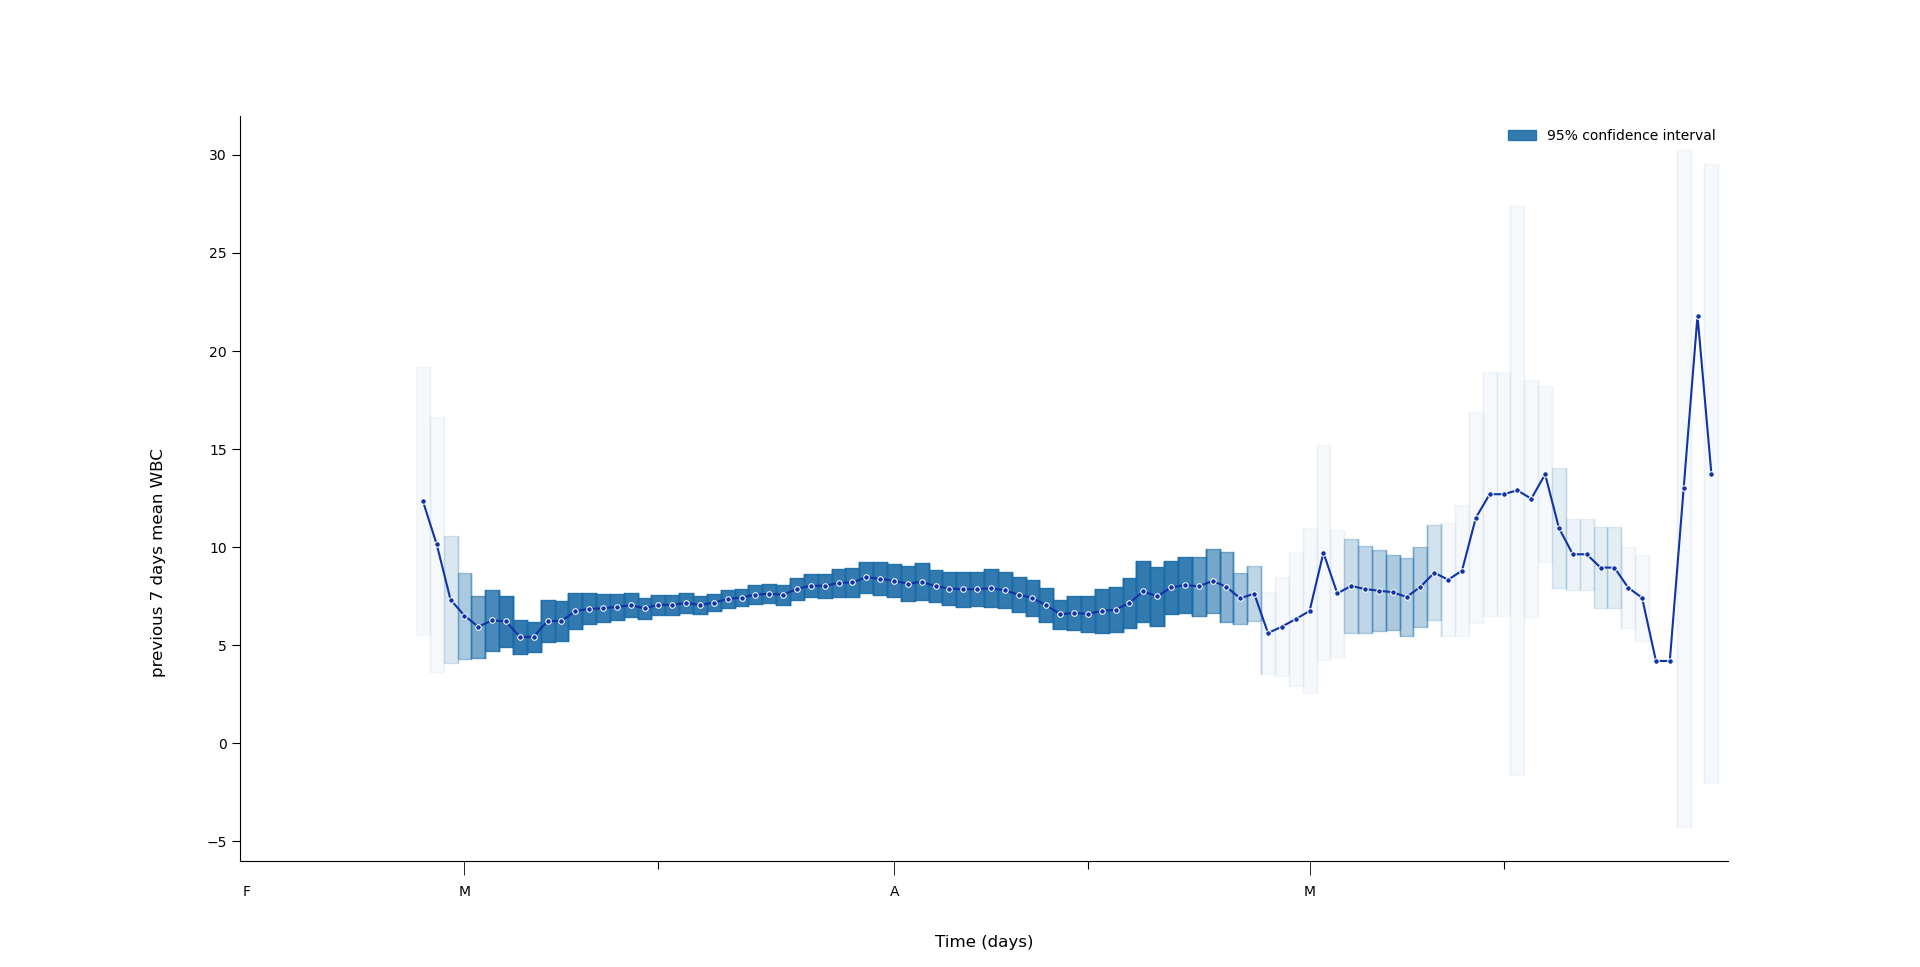 95% confidence interval
30
25
20
15
10
5
0
−5
previous 7 days mean WBC
F
M
A
M
Time (days)